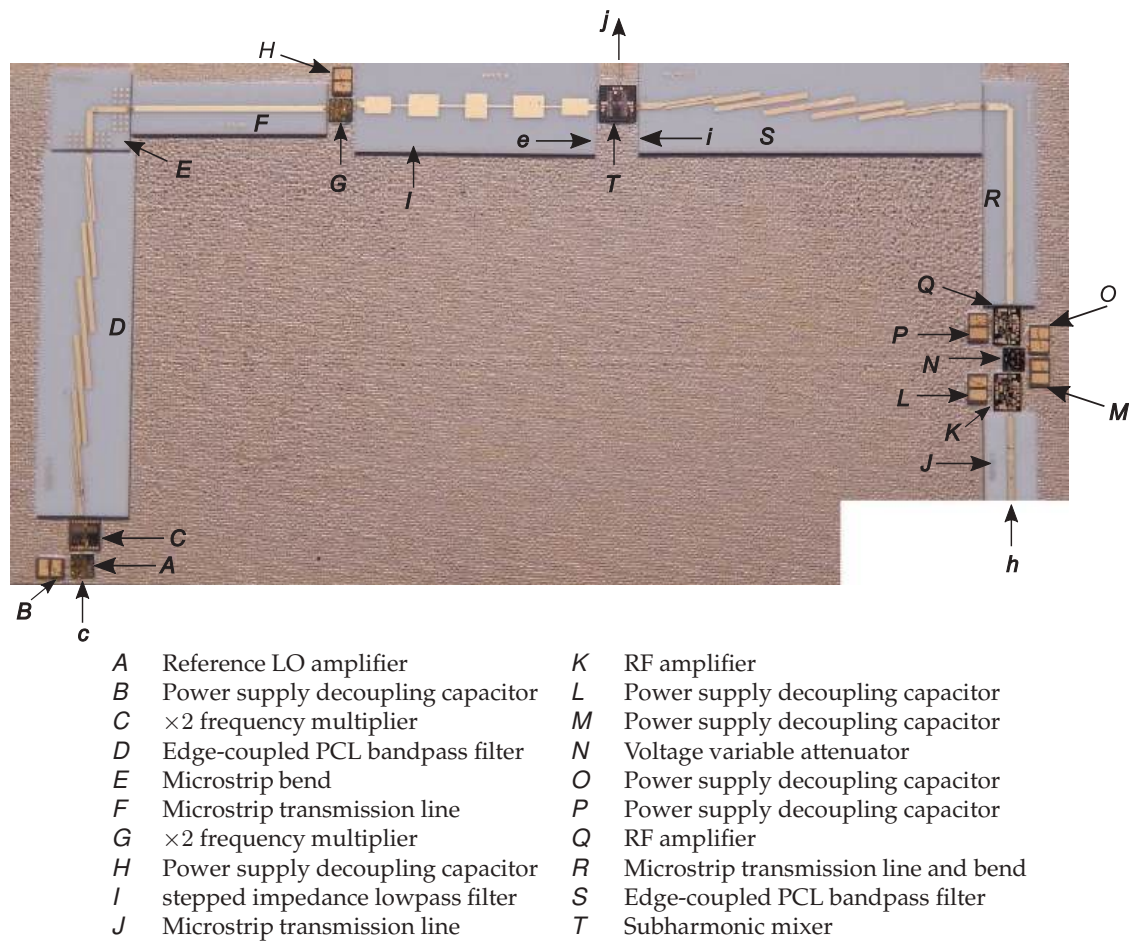 j
H
F
E
G
I
e
T
i
S
R
D
Q
O
P
N
L
M
K
J
C
A
B
c
h
A Reference LO amplifier
B Power supply decoupling capacitor
C ×2 frequency multiplier
D Edge-coupled PCL bandpass filter
E Microstrip bend
F Microstrip transmission line
G ×2 frequency multiplier
H Power supply decoupling capacitor
I stepped impedance lowpass filter
J Microstrip transmission line
K RF amplifier
L Power supply decoupling capacitor
M Power supply decoupling capacitor
N Voltage variable attenuator
O Power supply decoupling capacitor
P Power supply decoupling capacitor
Q RF amplifier
R Microstrip transmission line and bend
S Edge-coupled PCL bandpass filter
T Subharmonic mixer